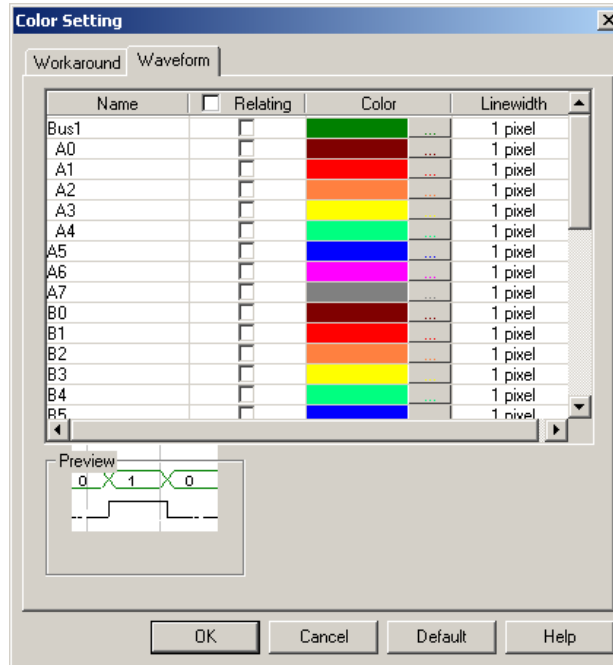 Color Setting
Workaround Waveform
Name Relating Color Linewidth
Bus1 ... 1 pixel
A0 ... 1 pixel
A1 ... 1 pixel
A2 ... 1 pixel
A3 ... 1 pixel
A4 ... 1 pixel
A5 ... 1 pixel
A6 ... 1 pixel
A7 ... 1 pixel
B0 ... 1 pixel
B1 ... 1 pixel
B2 ... 1 pixel
B3 ... 1 pixel
B4 ... 1 pixel
B5 ... 1 pixel
Preview
0 1 0
OK Cancel Default Help